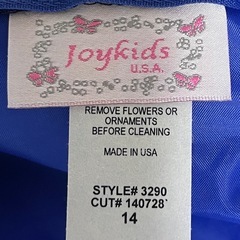 Joykids
U.S.A.
REMOVE FLOWERS OR
ORNAMENTS
BEFORE CLEANING
MADE IN USA
STYLE# 3290
CUT# 140728
14